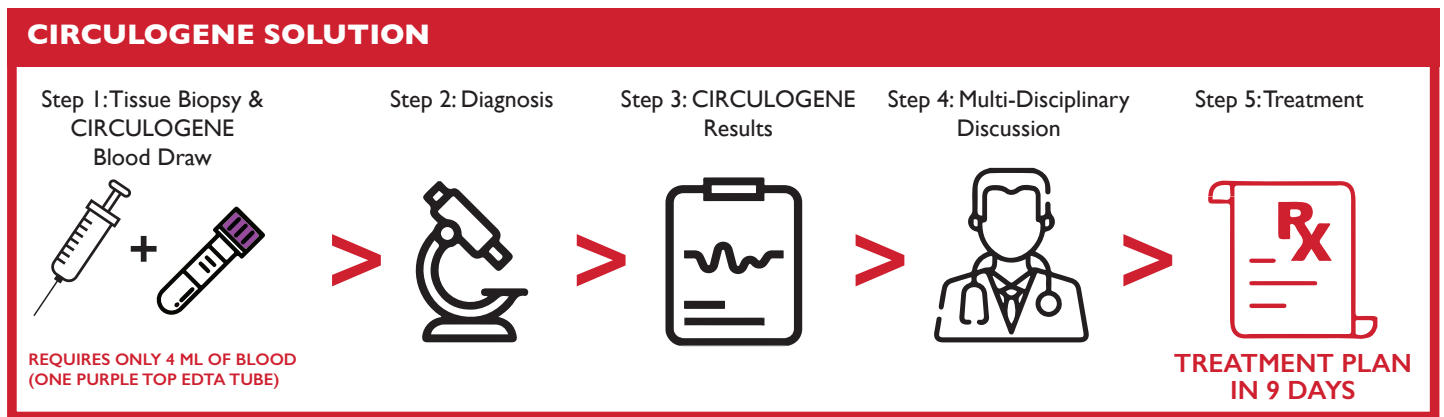 CIRCULOGENE SOLUTION
Step 1: Tissue Biopsy &
CIRCULOGENE
Blood Draw
Step 2: Diagnosis
Step 3: CIRCULOGENE
Results
Step 4: Multi-Disciplinary
Discussion
Step 5: Treatment
+
>
>
>
>
Rx
REQUIRES ONLY 4 ML OF BLOOD
(ONE PURPLE TOP EDTA TUBE)
TREATMENT PLAN
IN 9 DAYS